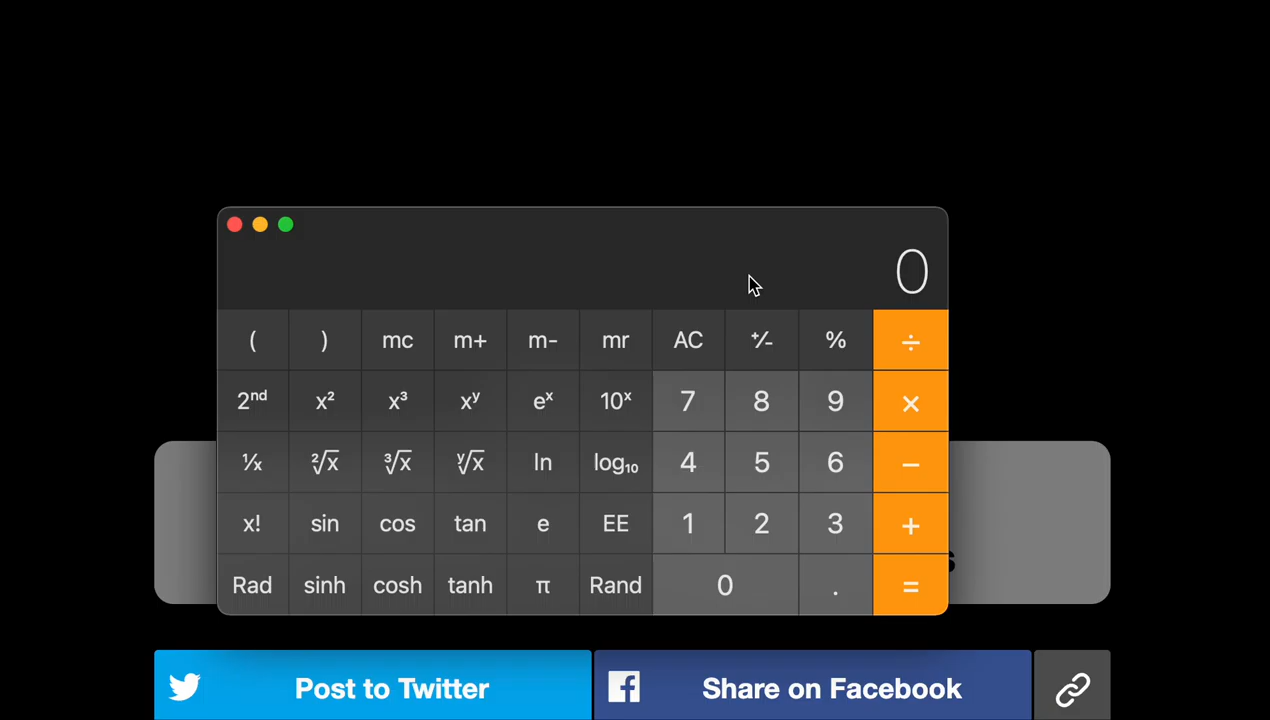 0
( ) mc m+ m- mr AC ⁺∕₋ % ÷
2ⁿᵈ x² x³ xʸ eˣ 10ˣ 7 8 9 ×
¹∕ₓ ²√x ³√x ʸ√x ln log₁₀ 4 5 6 −
x! sin cos tan e EE 1 2 3 +
Rad sinh cosh tanh π Rand 0 . =
Post to Twitter
Share on Facebook